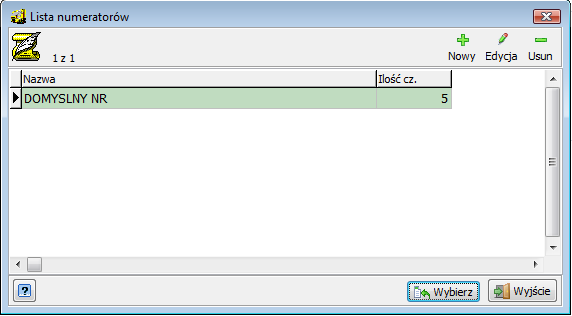 Lista numeratorów
1 z 1
Nowy Edycja Usun
Nazwa Ilość cz.
DOMYSLNY NR 5
? Wybierz Wyjście